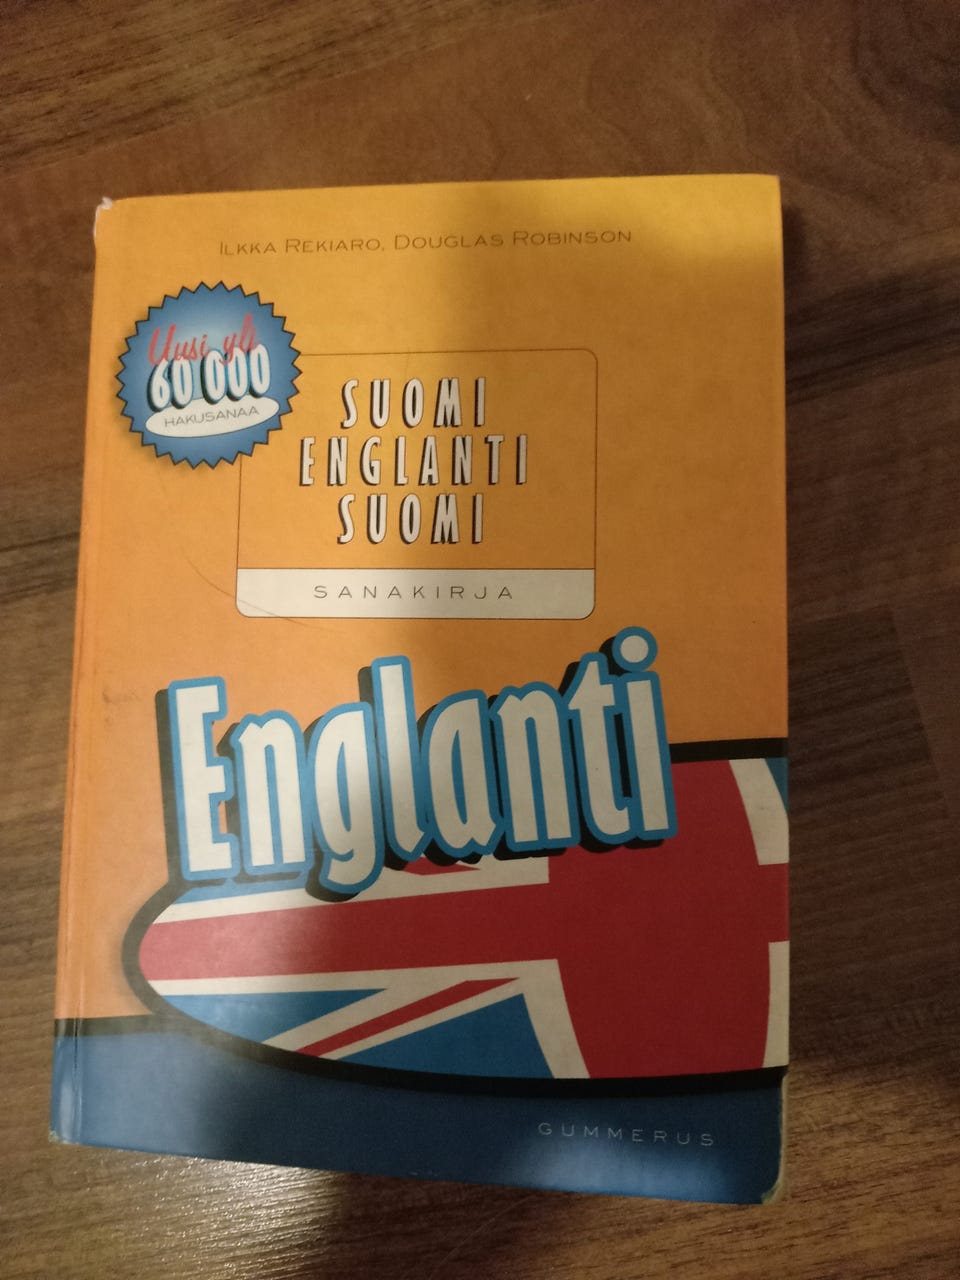 ILKKA REKIARO, DOUGLAS ROBINSON
Uusi yli
60 000
HAKUSANAA
SUOMI
ENGLANTI
SUOMI
SANAKIRJA
Englanti
GUMMERUS